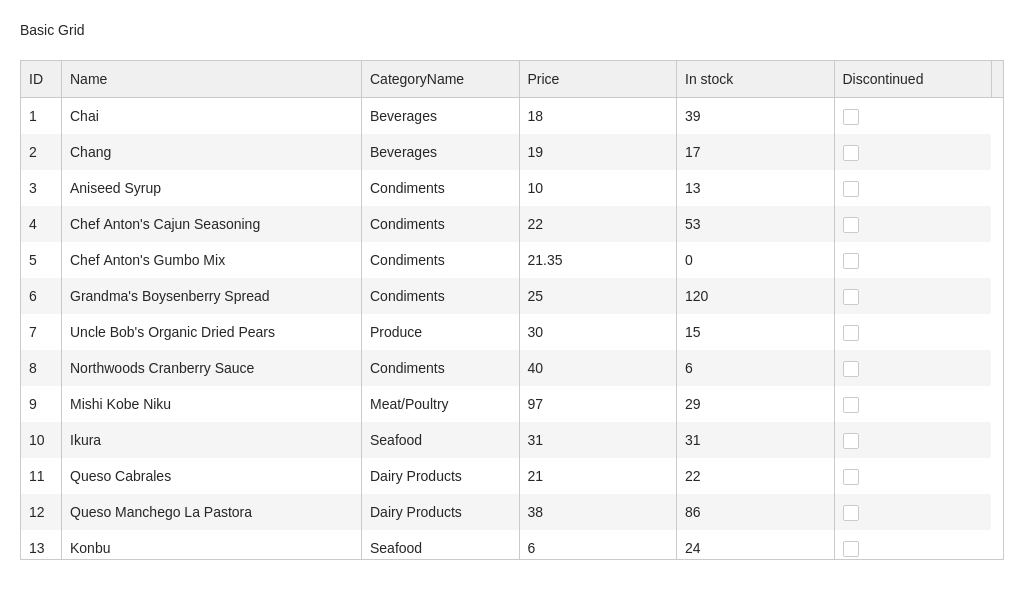 Basic Grid
ID Name CategoryName Price In stock Discontinued
1 Chai Beverages 18 39
2 Chang Beverages 19 17
3 Aniseed Syrup Condiments 10 13
4 Chef Anton's Cajun Seasoning Condiments 22 53
5 Chef Anton's Gumbo Mix Condiments 21.35 0
6 Grandma's Boysenberry Spread Condiments 25 120
7 Uncle Bob's Organic Dried Pears Produce 30 15
8 Northwoods Cranberry Sauce Condiments 40 6
9 Mishi Kobe Niku Meat/Poultry 97 29
10 Ikura Seafood 31 31
11 Queso Cabrales Dairy Products 21 22
12 Queso Manchego La Pastora Dairy Products 38 86
13 Konbu Seafood 6 24